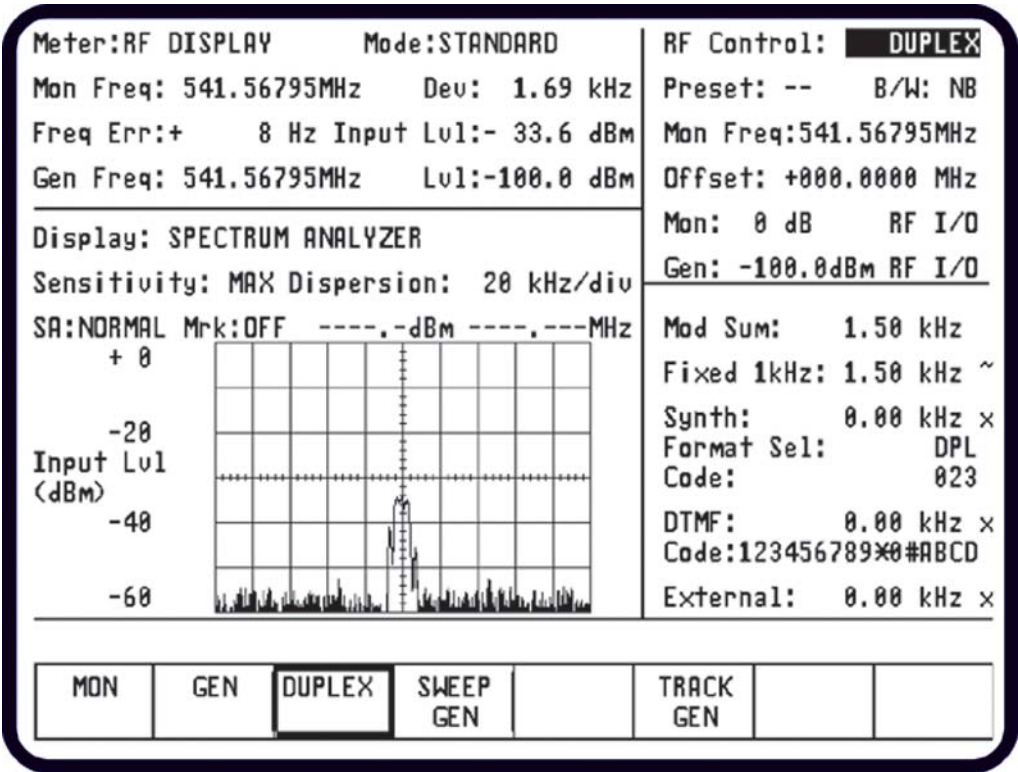 Meter:RF DISPLAY Mode:STANDARD
Mon Freq: 541.56795MHz Dev: 1.69 kHz
Freq Err:+ 8 Hz Input Lvl:- 33.6 dBm
Gen Freq: 541.56795MHz Lvl:-100.0 dBm
Display: SPECTRUM ANALYZER
Sensitivity: MAX Dispersion: 20 kHz/div
SA:NORMAL Mrk:OFF ----.-dBm ----.---MHz
+ 0
-20
Input Lvl
(dBm)
-40
-60
RF Control: DUPLEX
Preset: -- B/W: NB
Mon Freq:541.56795MHz
Offset: +000.0000 MHz
Mon: 0 dB RF I/O
Gen: -100.0dBm RF I/O
Mod Sum: 1.50 kHz
Fixed 1kHz: 1.50 kHz ~
Synth: 0.00 kHz x
Format Sel: DPL
Code: 023
DTMF: 0.00 kHz x
Code:123456789*0#ABCD
External: 0.00 kHz x
MON
GEN
DUPLEX
SWEEP
GEN
TRACK
GEN